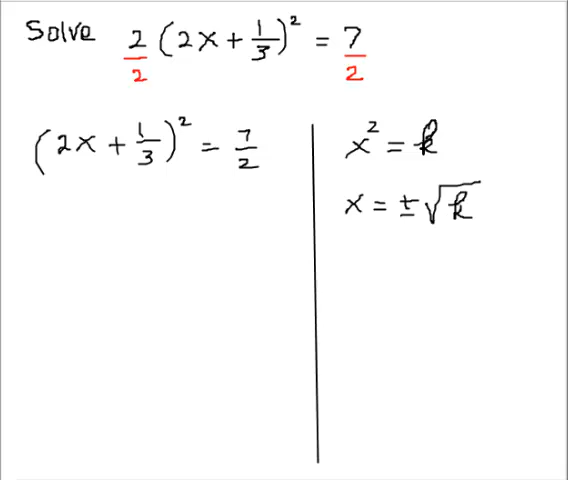 Solve 2/2 (2x + 1/3)² = 7/2
(2x + 1/3)² = 7/2
x² = k
x = ±√k